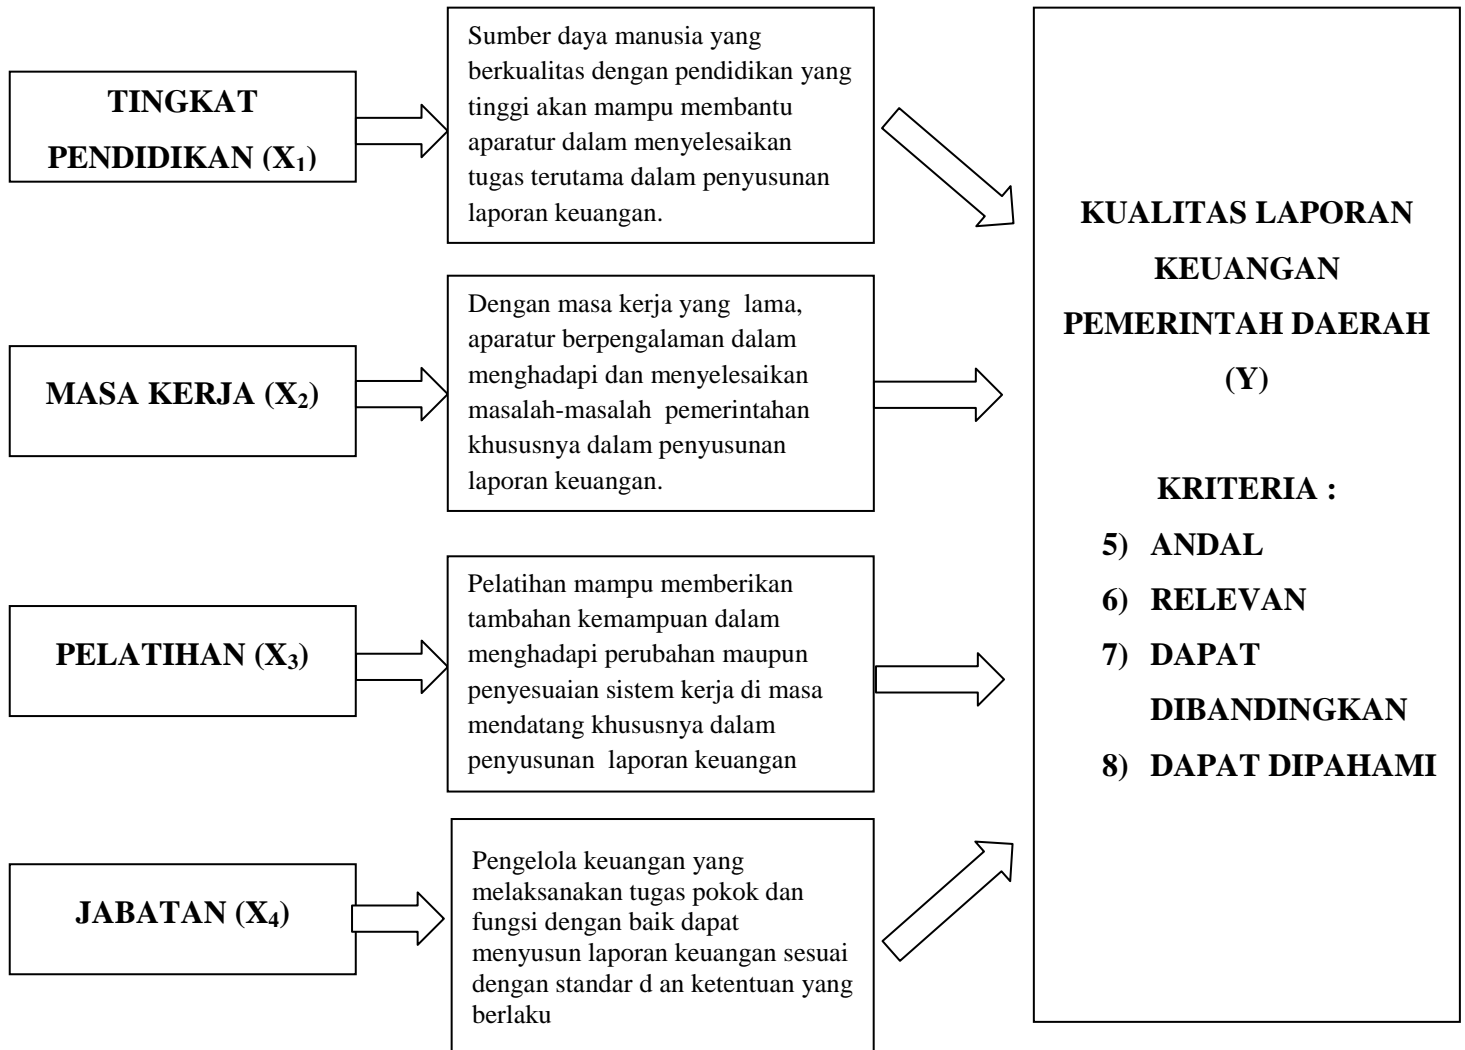 TINGKAT
PENDIDIKAN (X1)
Sumber daya manusia yang
berkualitas dengan pendidikan yang
tinggi akan mampu membantu
aparatur dalam menyelesaikan
tugas terutama dalam penyusunan
laporan keuangan.
MASA KERJA (X2)
Dengan masa kerja yang  lama,
aparatur berpengalaman dalam
menghadapi dan menyelesaikan
masalah-masalah  pemerintahan
khususnya dalam penyusunan
laporan keuangan.
PELATIHAN (X3)
Pelatihan mampu memberikan
tambahan kemampuan dalam
menghadapi perubahan maupun
penyesuaian sistem kerja di masa
mendatang khususnya dalam
penyusunan  laporan keuangan
JABATAN (X4)
Pengelola keuangan yang
melaksanakan tugas pokok dan
fungsi dengan baik dapat
menyusun laporan keuangan sesuai
dengan standar d an ketentuan yang
berlaku
KUALITAS LAPORAN
KEUANGAN
PEMERINTAH DAERAH
(Y)
KRITERIA :
5) ANDAL
6) RELEVAN
7) DAPAT
DIBANDINGKAN
8) DAPAT DIPAHAMI